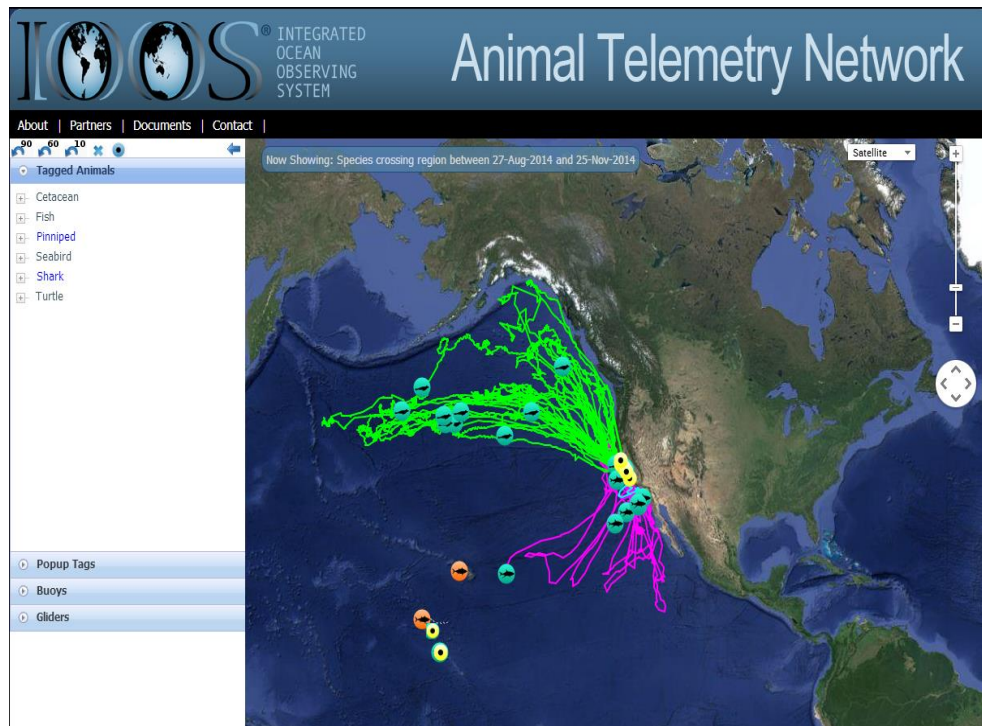 IOOS® INTEGRATED
OCEAN
OBSERVING
SYSTEM
Animal Telemetry Network
About | Partners | Documents | Contact |
90 60 10
Tagged Animals
Cetacean
Fish
Pinniped
Seabird
Shark
Turtle
Popup Tags
Buoys
Gliders
Now Showing: Species crossing region between 27-Aug-2014 and 25-Nov-2014
Satellite